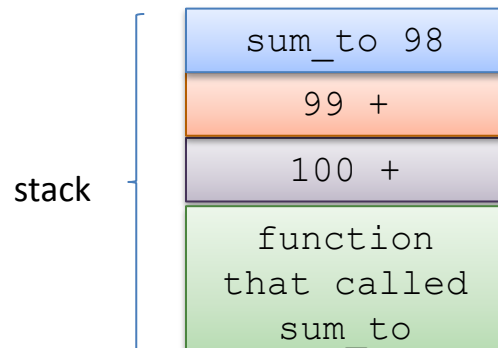 sum_to 98
99 +
100 +
stack
function
that called
sum_to